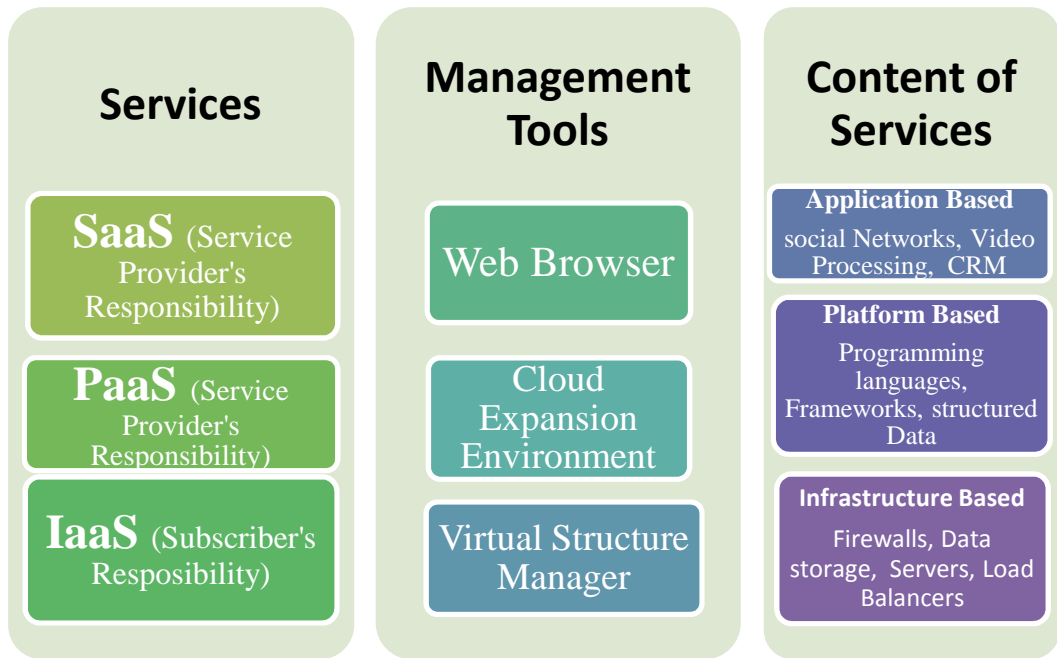 Services
SaaS (Service
Provider's
Responsibility)
PaaS (Service
Provider's
Responsibility)
IaaS (Subscriber's
Resposibility)
Management
Tools
Web Browser
Cloud
Expansion
Environment
Virtual Structure
Manager
Content of
Services
Application Based
social Networks, Video
Processing, CRM
Platform Based
Programming
languages,
Frameworks, structured
Data
Infrastructure Based
Firewalls, Data
storage, Servers, Load
Balancers